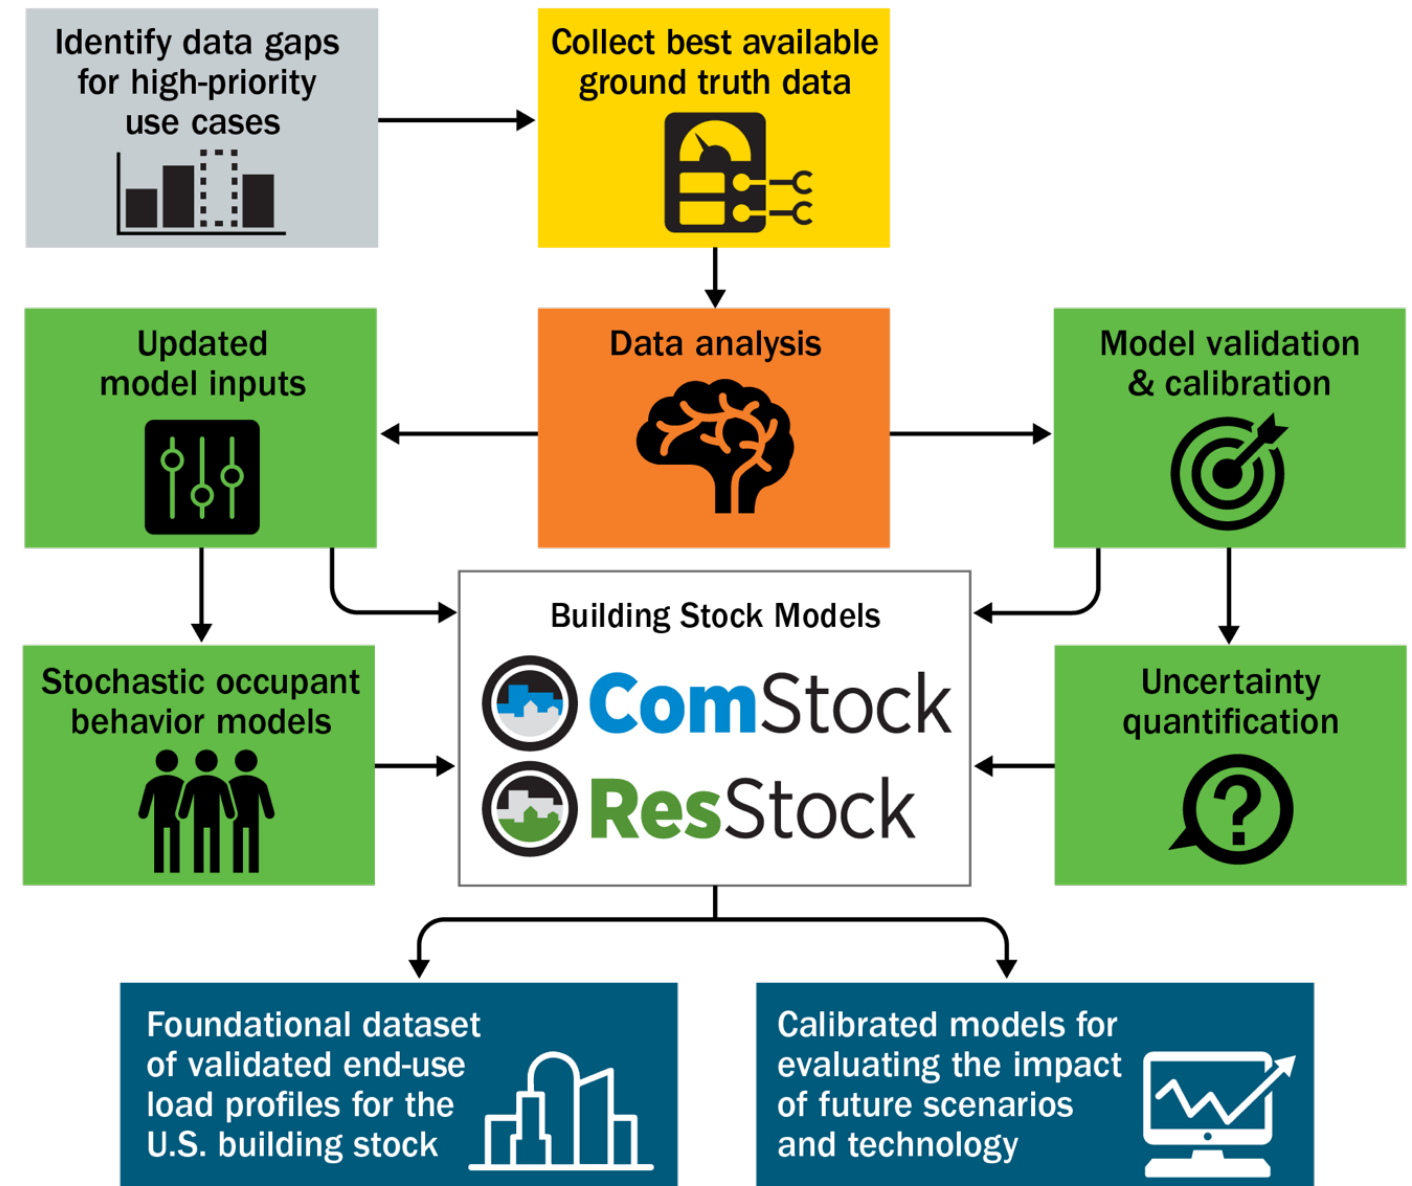 Identify data gaps
for high-priority
use cases
Collect best available
ground truth data
Updated
model inputs
Data analysis
Model validation
& calibration
Building Stock Models
ComStock
ResStock
Stochastic occupant
behavior models
Uncertainty
quantification
?
Foundational dataset
of validated end-use
load profiles for the
U.S. building stock
Calibrated models for
evaluating the impact
of future scenarios
and technology